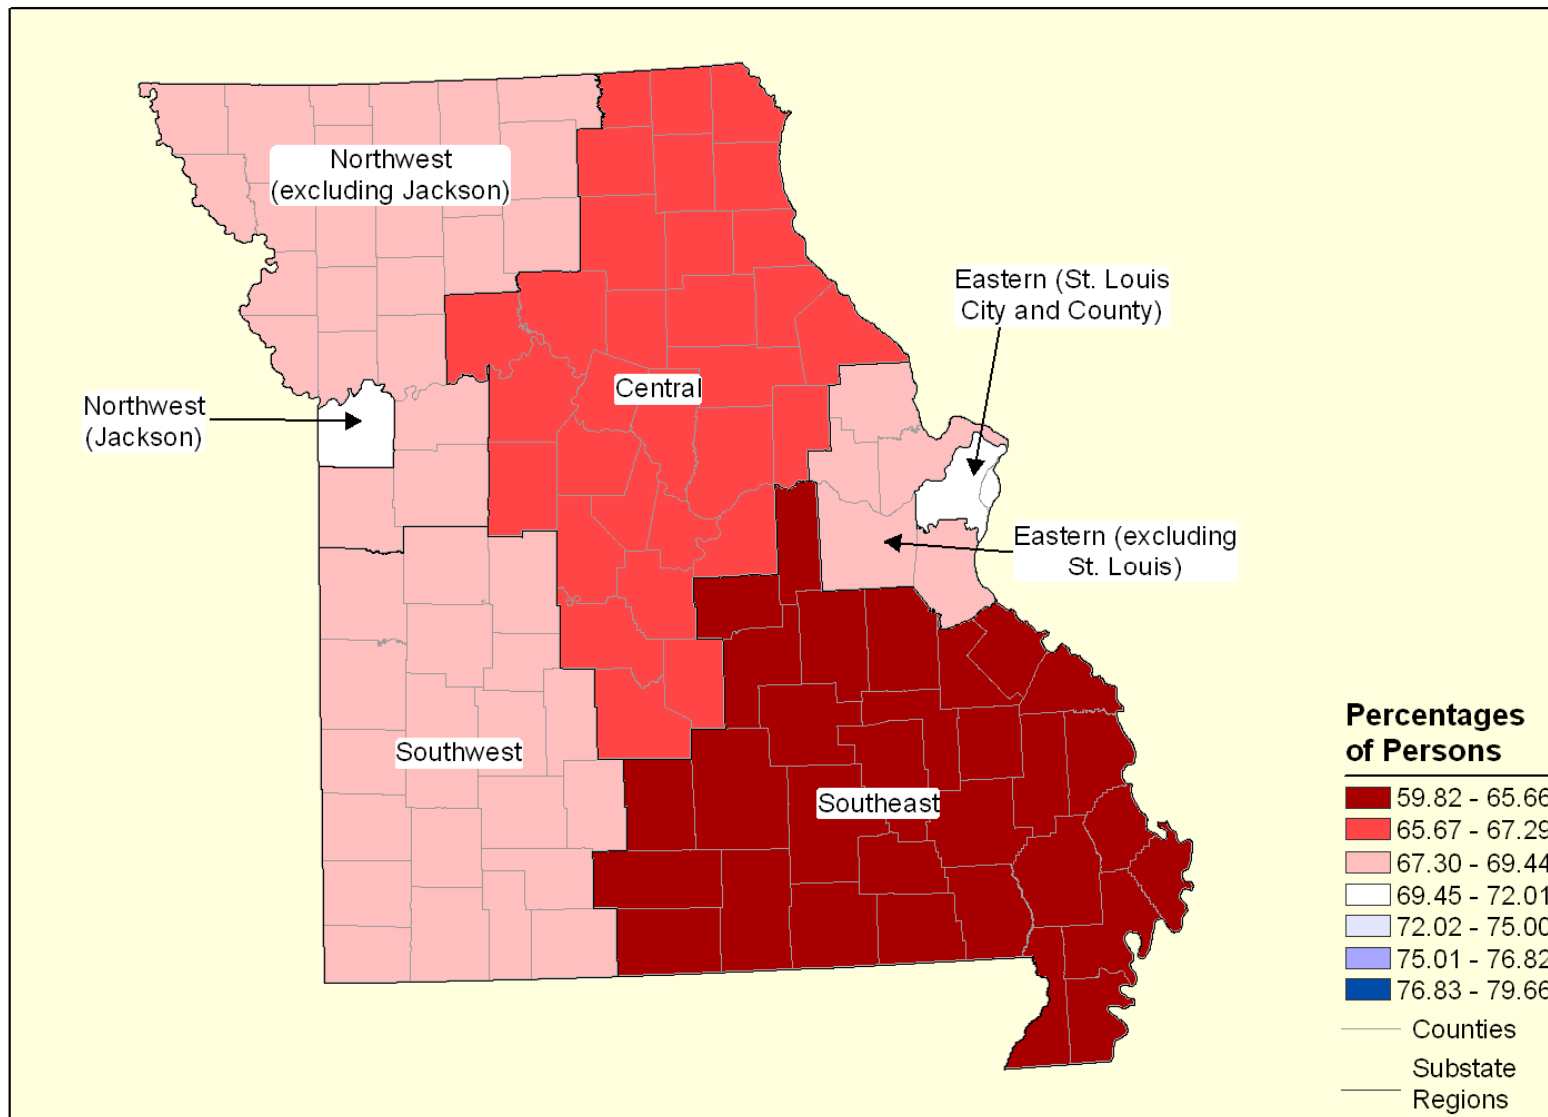 Northwest
(excluding Jackson)
Eastern (St. Louis
City and County)
Central
Northwest
(Jackson)
Eastern (excluding
St. Louis)
Southwest
Southeast
Percentages
of Persons
59.82 - 65.66
65.67 - 67.29
67.30 - 69.44
69.45 - 72.01
72.02 - 75.00
75.01 - 76.82
76.83 - 79.66
Counties
Substate
Regions